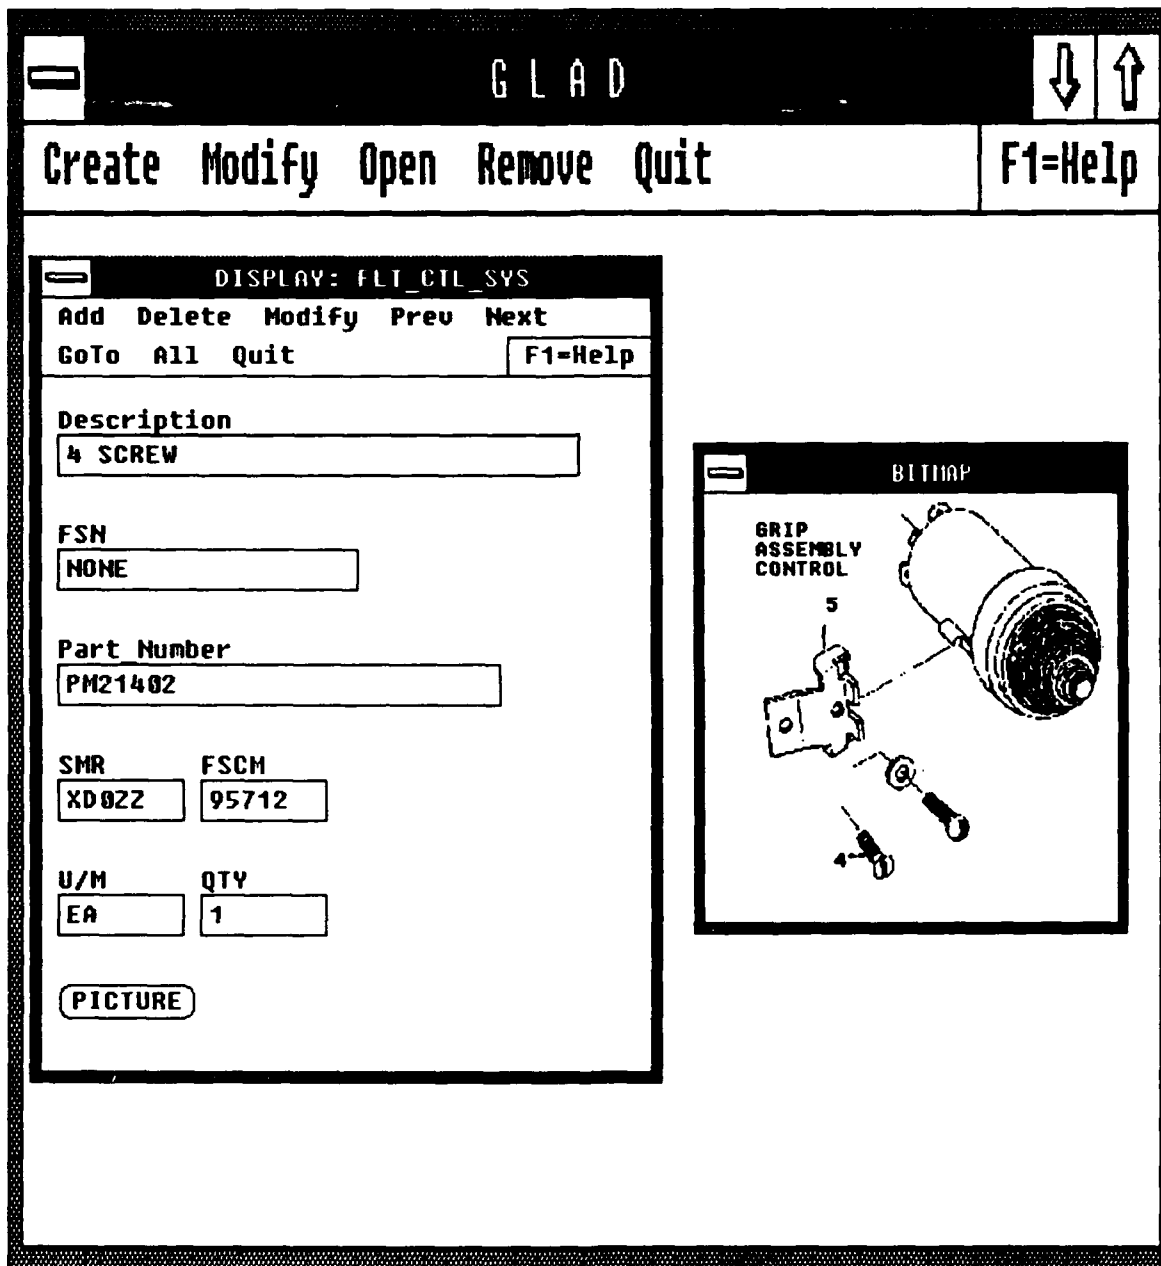 GLAD
Create Modify Open Remove Quit F1=Help
DISPLAY: FLT_CTL_SYS
Add Delete Modify Prev Next
GoTo All Quit F1=Help
Description
4 SCREW
FSN
NONE
Part_Number
PM21402
SMR FSCM
XD0ZZ 95712
U/M QTY
EA 1
PICTURE
BITMAP
GRIP
ASSEMBLY
CONTROL
5
4